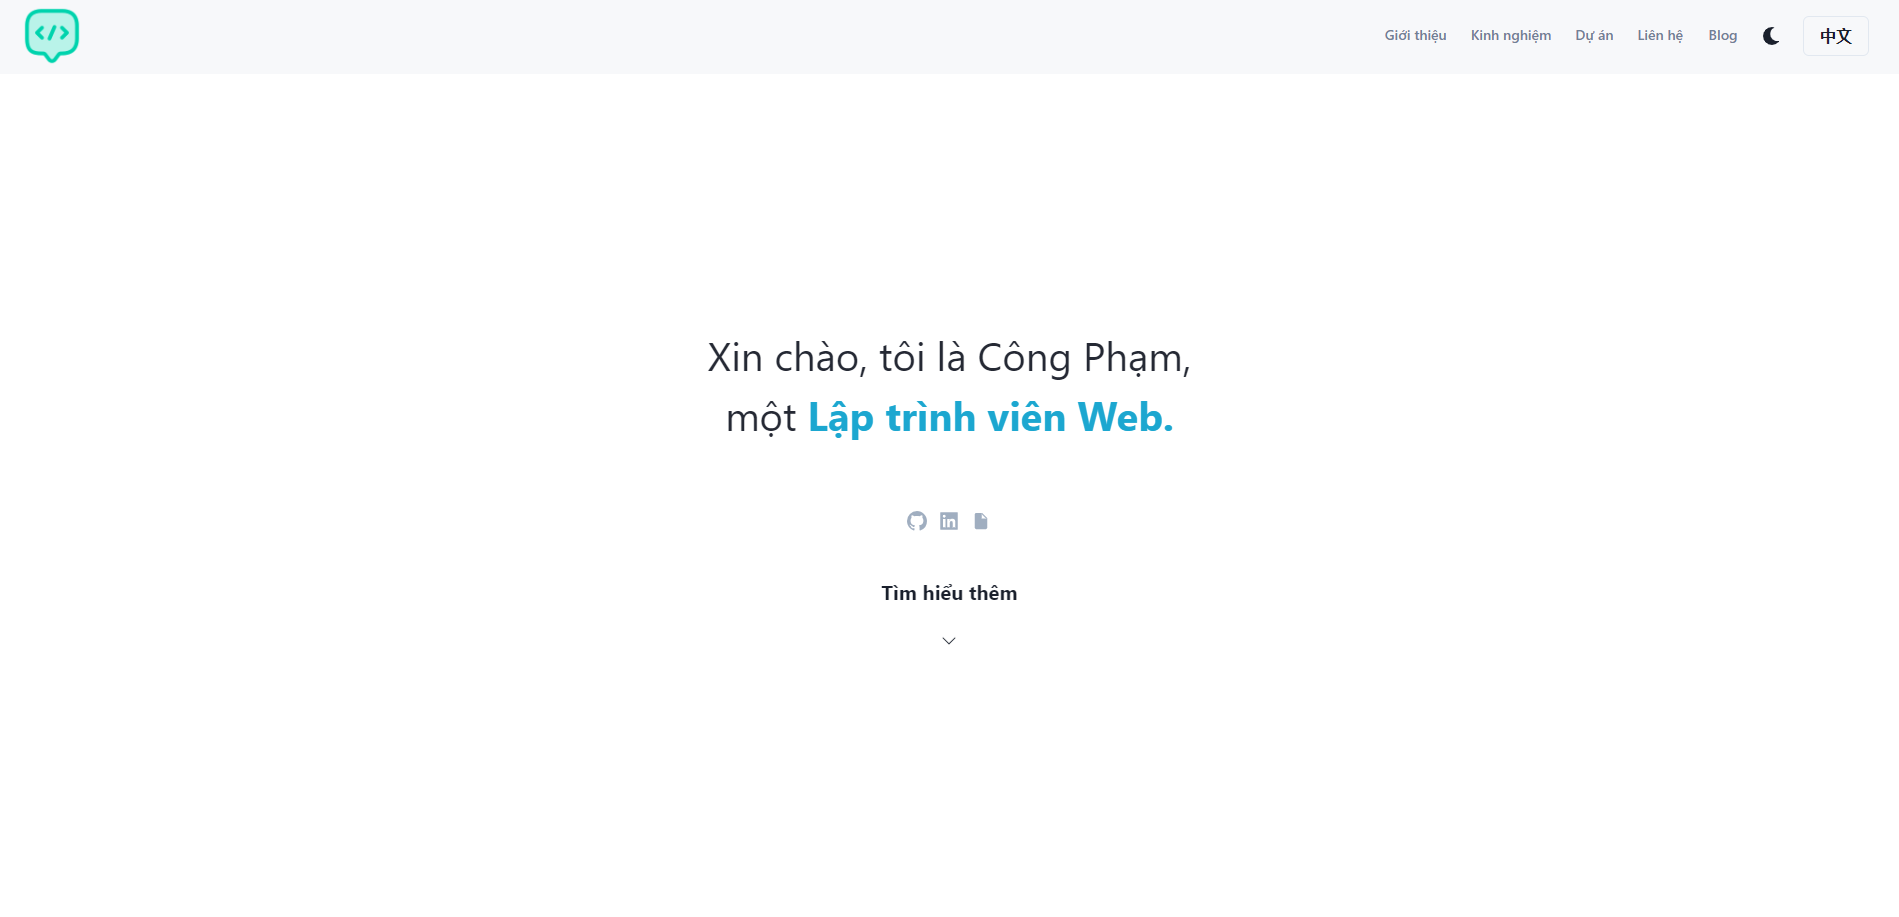 </>
Giới thiệu Kinh nghiệm Dự án Liên hệ Blog 中文
Xin chào, tôi là Công Phạm,
một Lập trình viên Web.
in
Tìm hiểu thêm